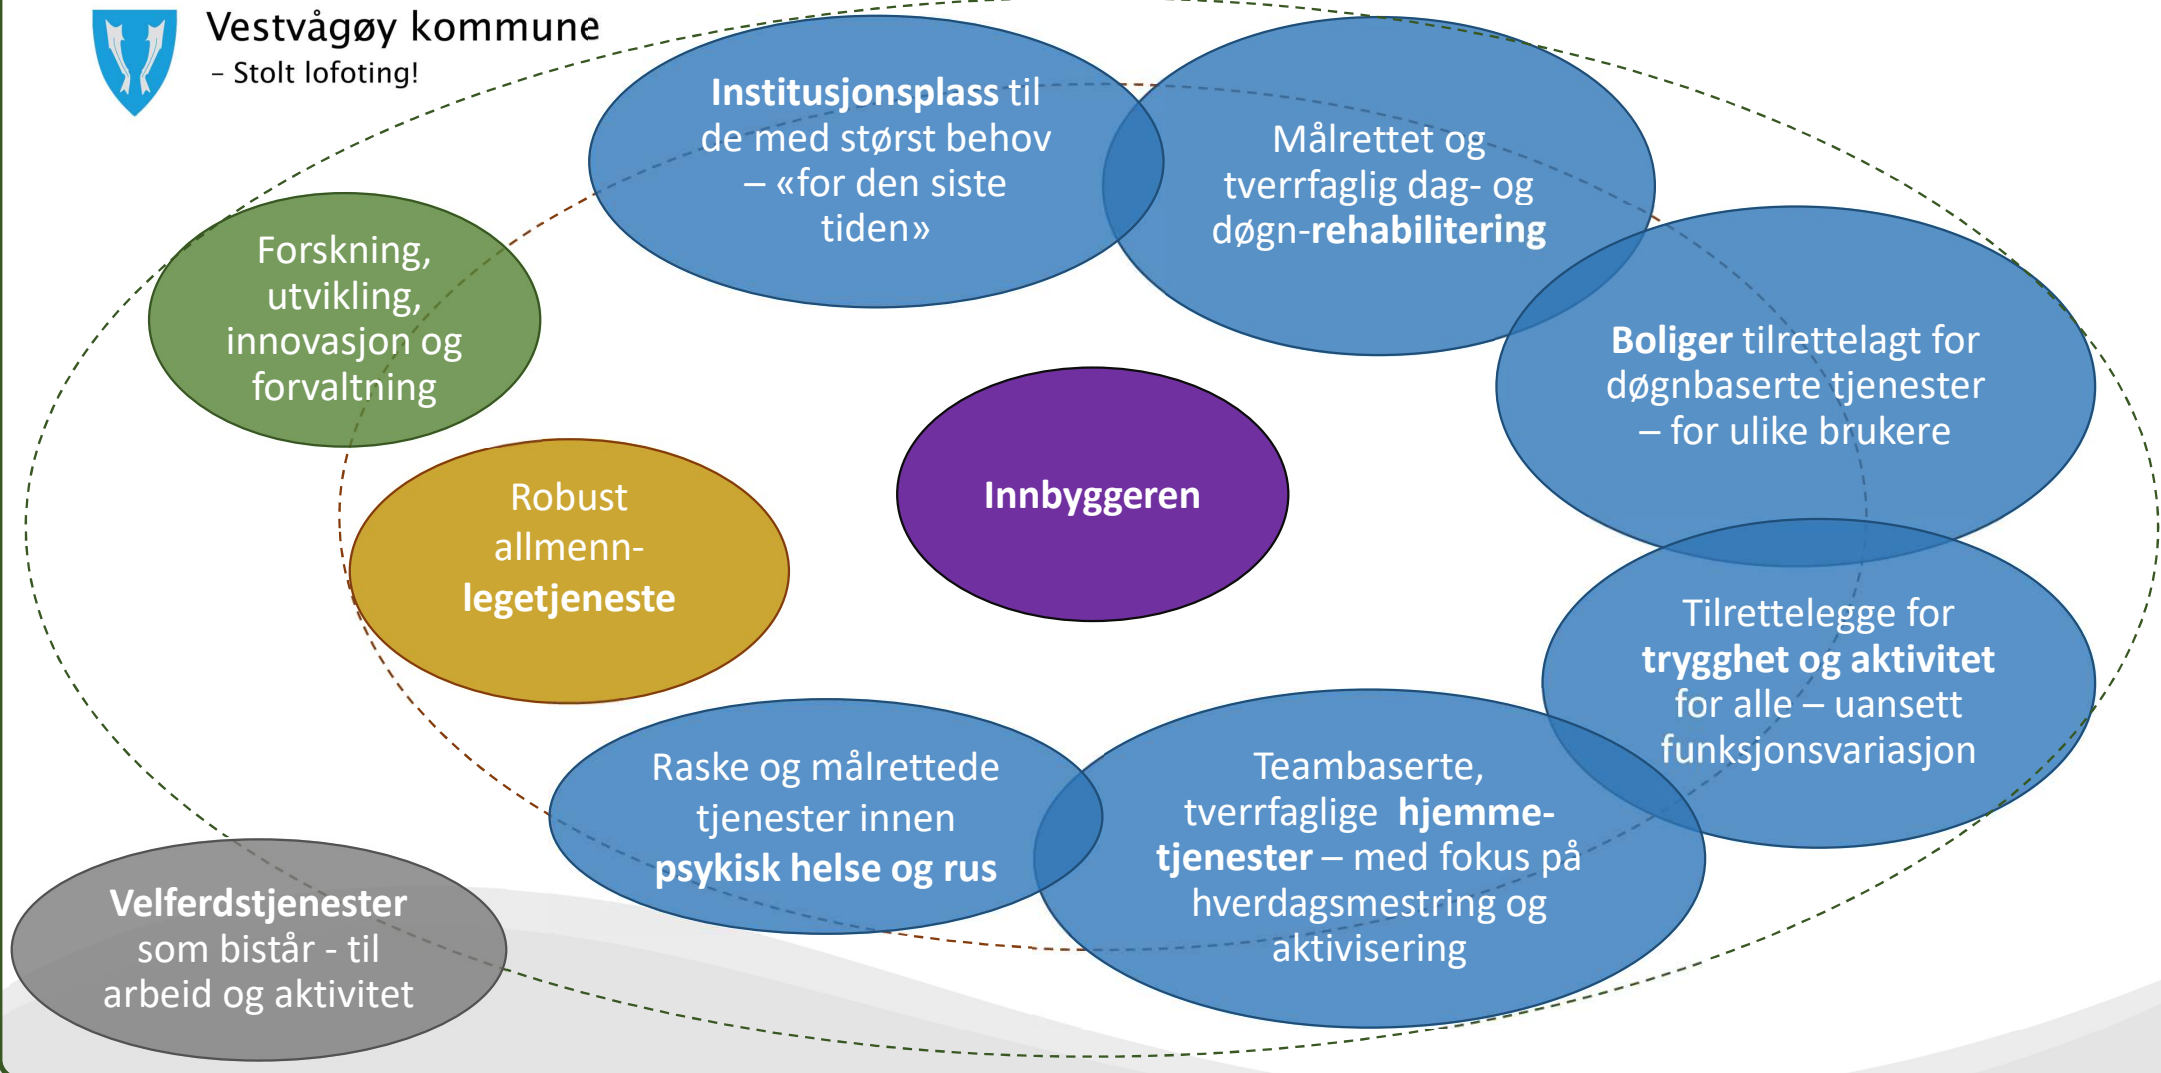 Vestvågøy kommune
– Stolt lofoting!
Institusjonsplass til
de med størst behov
– «for den siste
tiden»
Målrettet og
tverrfaglig dag- og
døgn-rehabilitering
Forskning,
utvikling,
innovasjon og
forvaltning
Boliger tilrettelagt for
døgnbaserte tjenester
– for ulike brukere
Innbyggeren
Robust
allmenn-
legetjeneste
Tilrettelegge for
trygghet og aktivitet
for alle – uansett
funksjonsvariasjon
Raske og målrettede
tjenester innen
psykisk helse og rus
Teambaserte,
tverrfaglige hjemme-
tjenester – med fokus på
hverdagsmestring og
aktivisering
Velferdstjenester
som bistår - til
arbeid og aktivitet